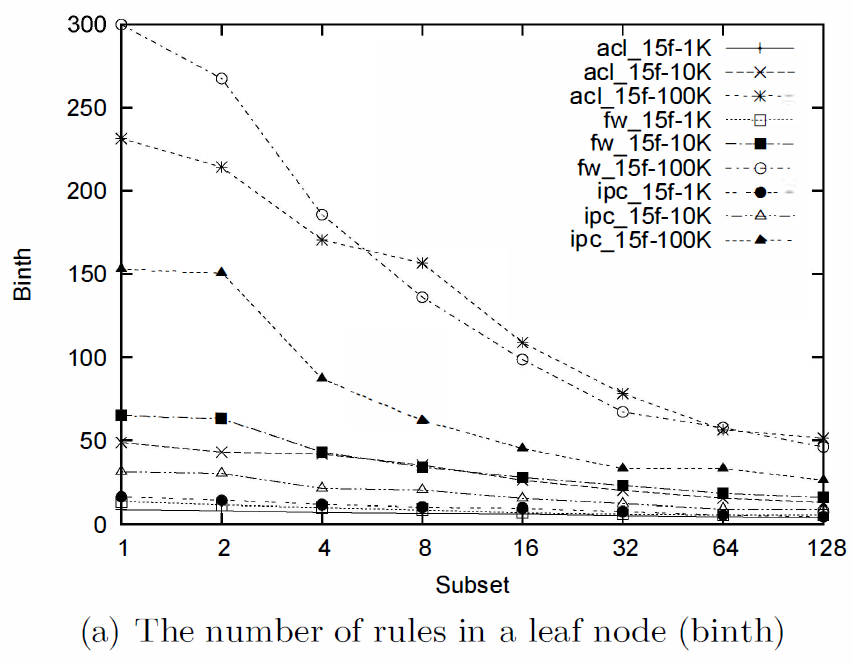 300
250
200
150
100
50
0
Binth
acl_15f-1K
acl_15f-10K
acl_15f-100K
fw_15f-1K
fw_15f-10K
fw_15f-100K
ipc_15f-1K
ipc_15f-10K
ipc_15f-100K
1 2 4 8 16 32 64 128
Subset
(a) The number of rules in a leaf node (binth)